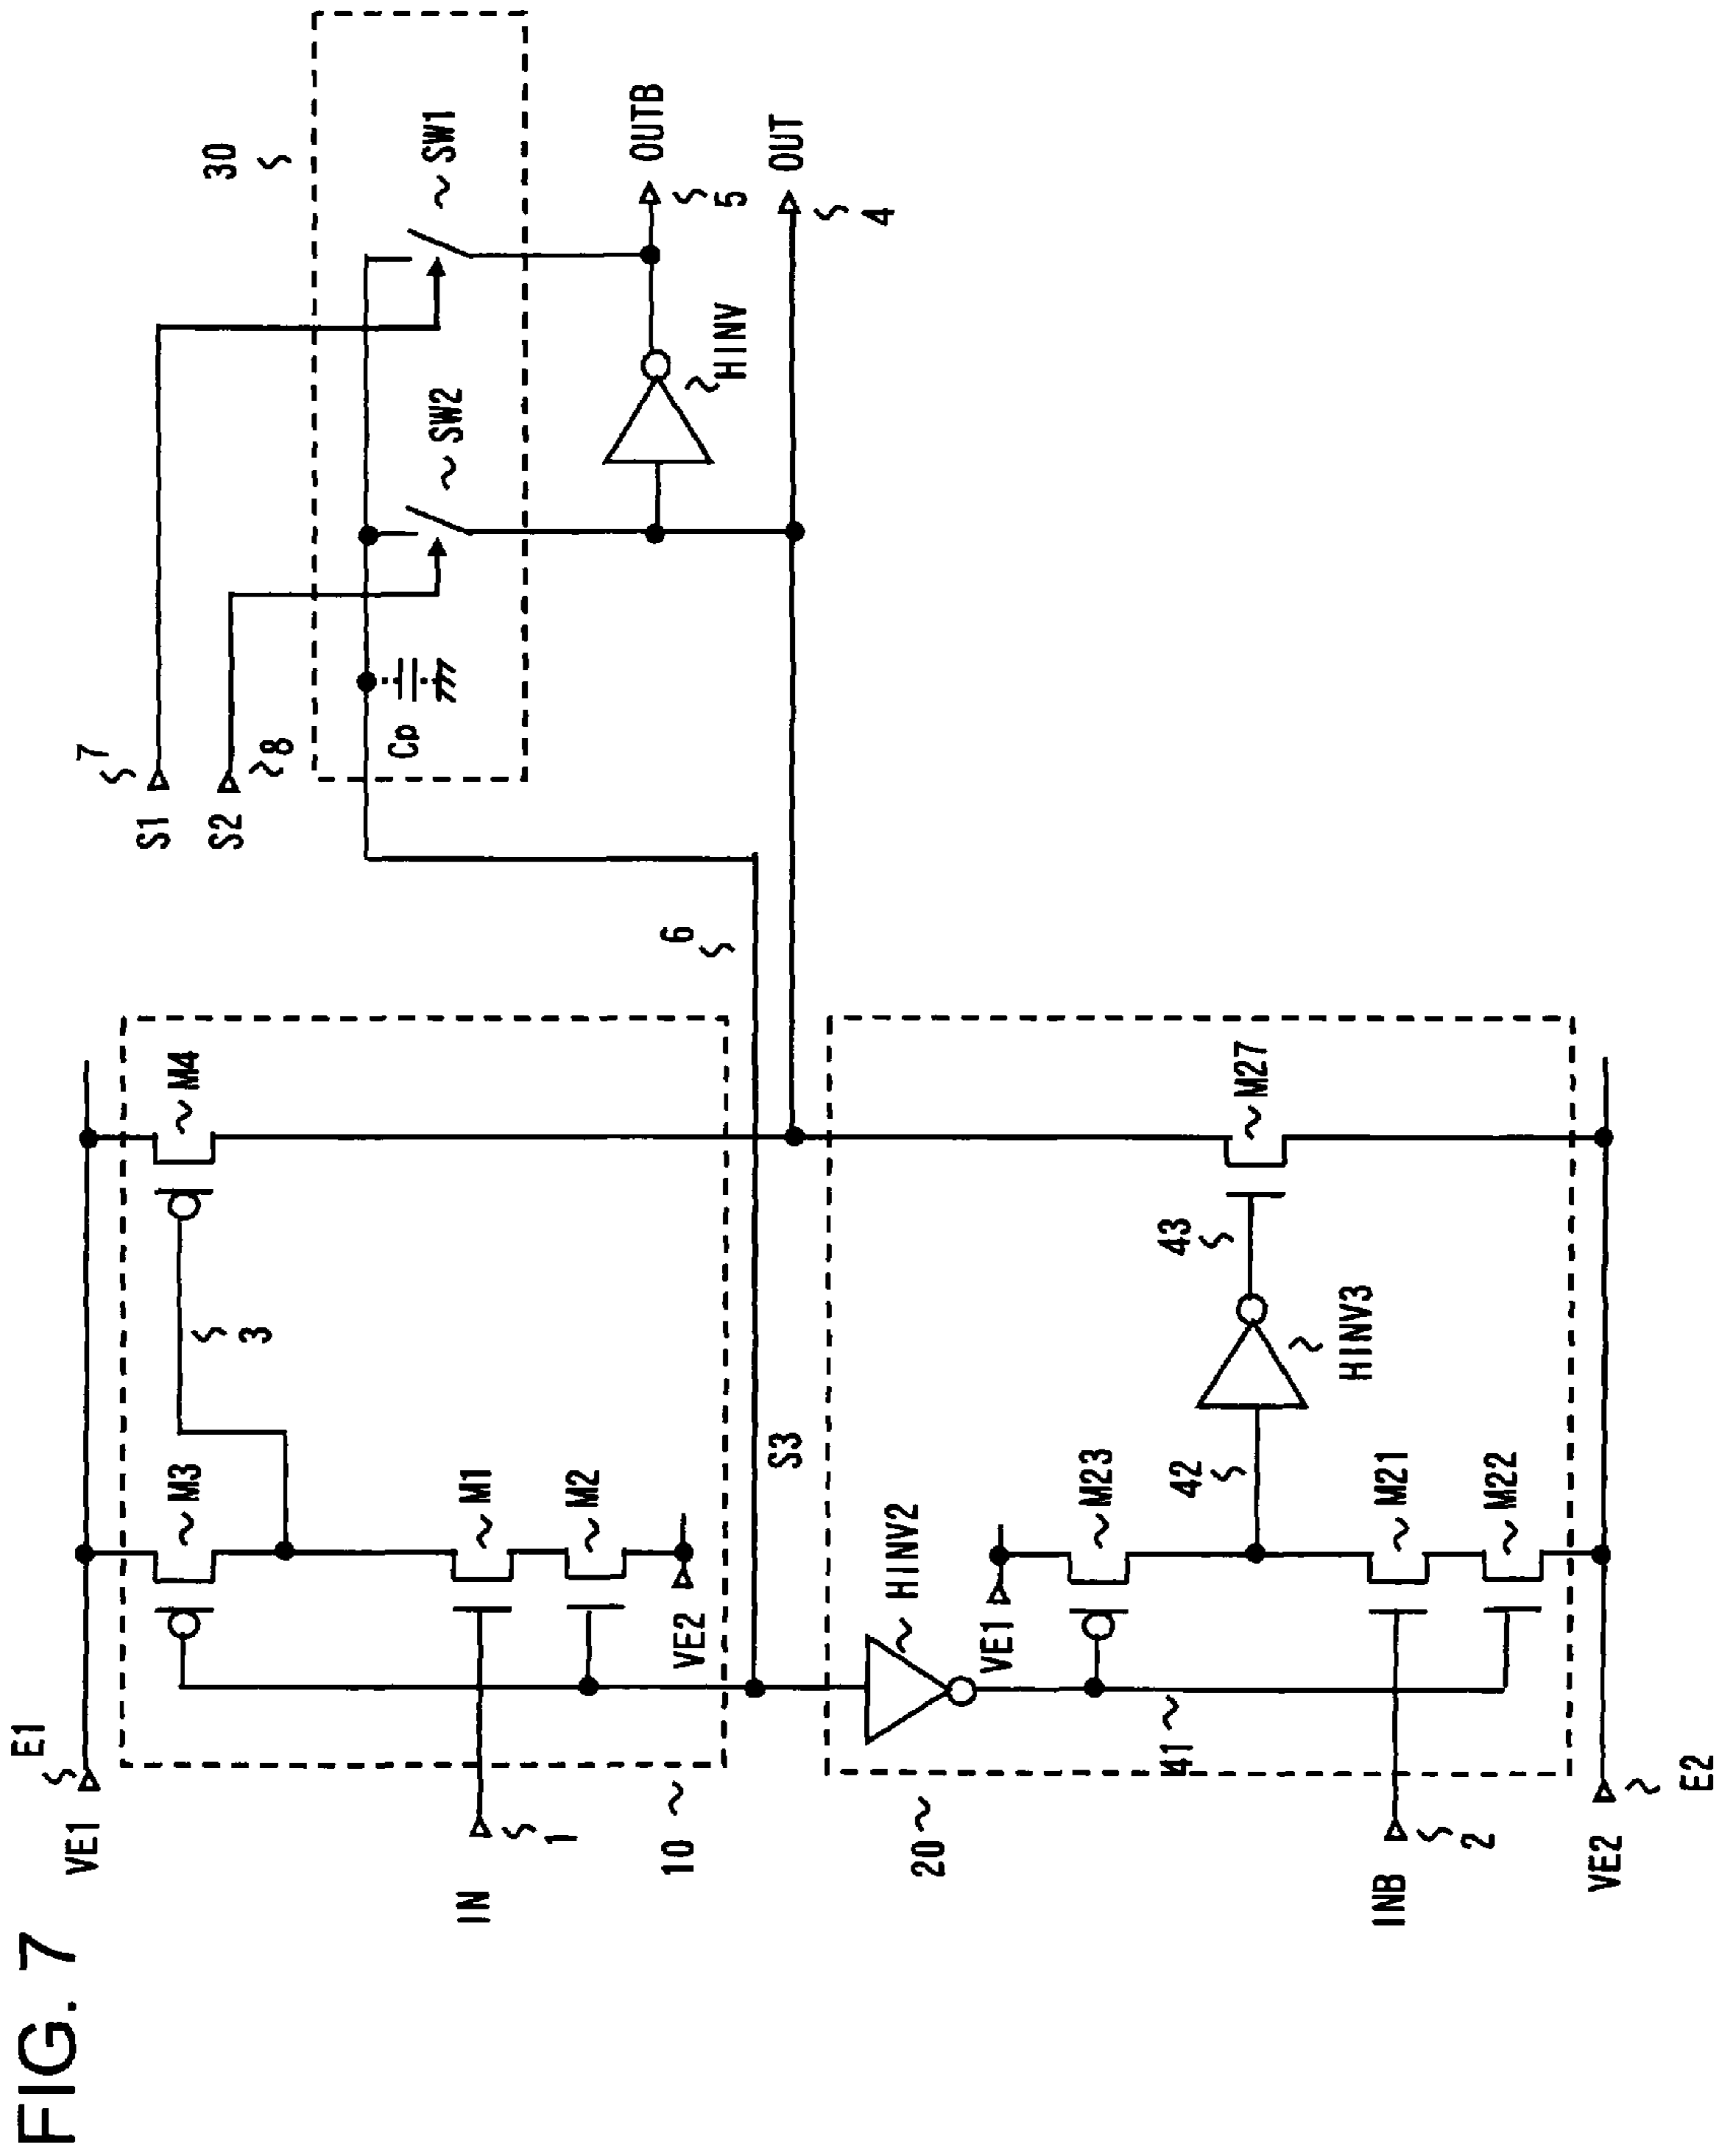 FIG. 7
VE1
E1
IN
1
10
M3
M4
3
M1
M2
VE2
S3
6
S1
7
S2
8
30
Cp
SW2
SW1
HINV
OUTB
5
OUT
4
20
HINV2
VE1
M23
41
42
43
HINV3
M27
M21
M22
INB
2
VE2
E2